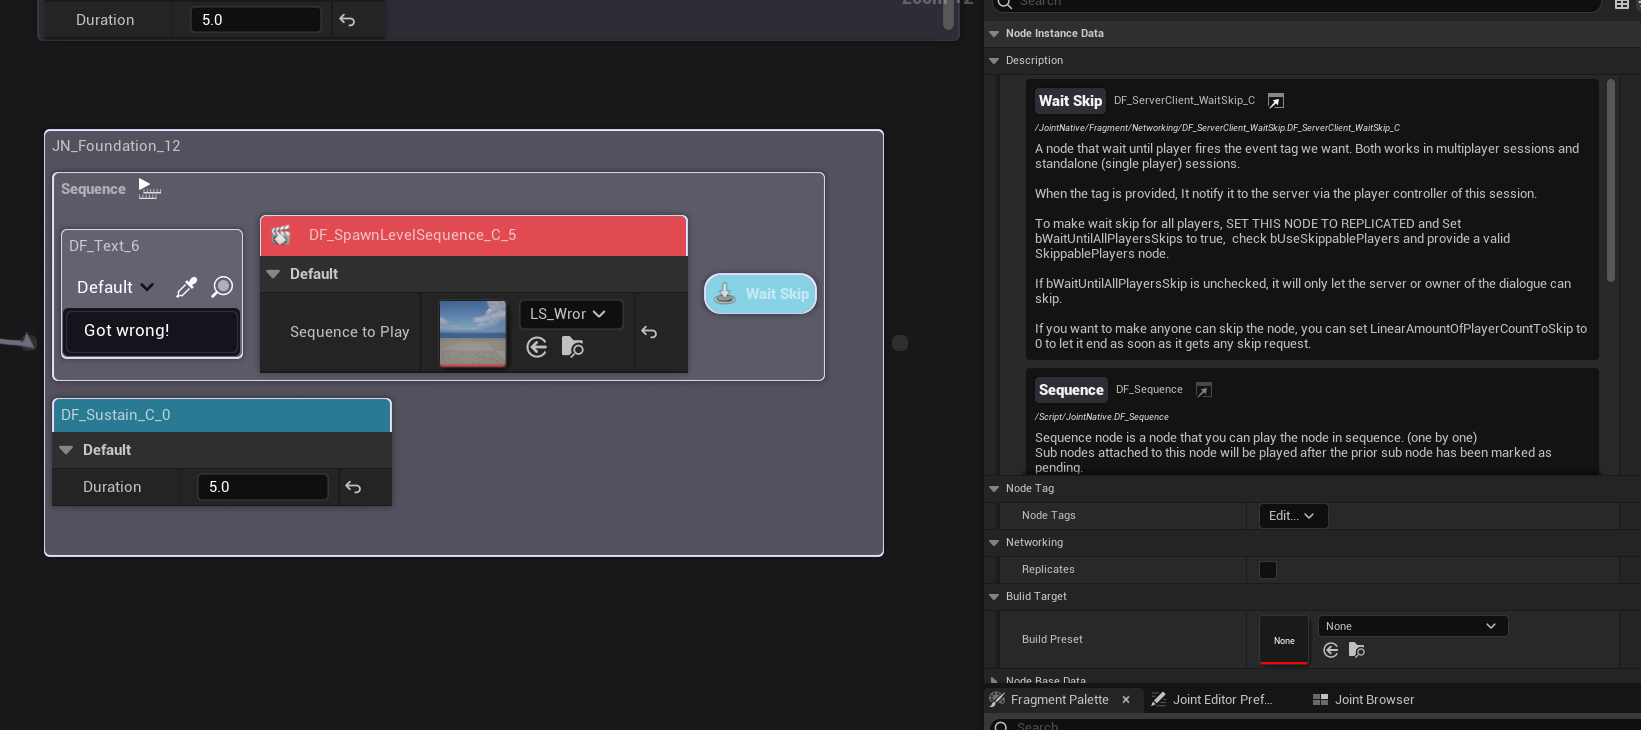 Duration
5.0
JN_Foundation_12
Sequence
DF_Text_6
Default
Got wrong!
DF_SpawnLevelSequence_C_5
Default
Sequence to Play
LS_Wror
Wait Skip
DF_Sustain_C_0
Default
Duration
5.0
Search
Node Instance Data
Description
Wait Skip DF_ServerClient_WaitSkip_C
/JointNative/Fragment/Networking/DF_ServerClient_WaitSkip.DF_ServerClient_WaitSkip_C
A node that wait until player fires the event tag we want. Both works in multiplayer sessions and
standalone (single player) sessions.
When the tag is provided, It notify it to the server via the player controller of this session.
To make wait skip for all players, SET THIS NODE TO REPLICATED and Set
bWaitUntilAllPlayersSkips to true,  check bUseSkippablePlayers and provide a valid
SkippablePlayers node.
If bWaitUntilAllPlayersSkip is unchecked, it will only let the server or owner of the dialogue can
skip.
If you want to make anyone can skip the node, you can set LinearAmountOfPlayerCountToSkip to
0 to let it end as soon as it gets any skip request.
Sequence DF_Sequence
/Script/JointNative.DF_Sequence
Sequence node is a node that you can play the node in sequence. (one by one)
Sub nodes attached to this node will be played after the prior sub node has been marked as
pending.
Node Tag
Node Tags
Edit...
Networking
Replicates
Bulid Target
Build Preset
None
None
Node Base Data
Fragment Palette
Joint Editor Pref...
Joint Browser
Search